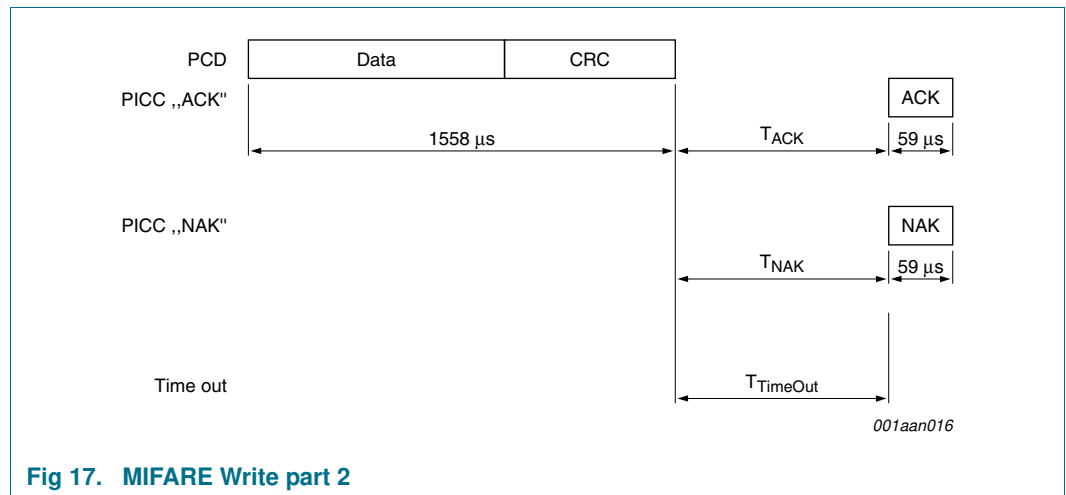 PCD Data CRC
PICC ,,ACK" ACK
1558 μs TACK 59 μs
PICC ,,NAK" NAK
TNAK 59 μs
Time out TTimeOut
001aan016
Fig 17. MIFARE Write part 2